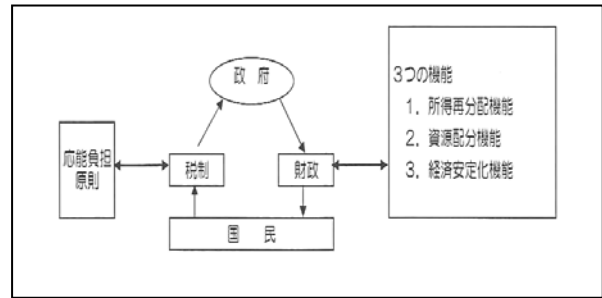 政 府
3つの機能
1. 所得再分配機能
2. 資源配分機能
3. 経済安定化機能
応能負担
原則
税制
財政
国 民